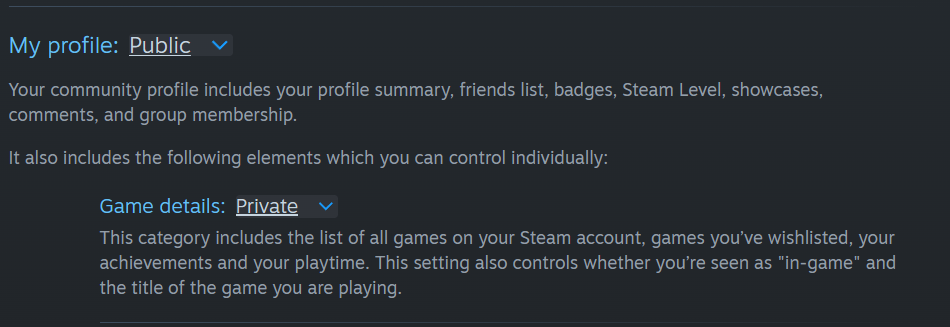 My profile: Public
Your community profile includes your profile summary, friends list, badges, Steam Level, showcases,
comments, and group membership.
It also includes the following elements which you can control individually:
Game details: Private
This category includes the list of all games on your Steam account, games you’ve wishlisted, your
achievements and your playtime. This setting also controls whether you’re seen as "in-game" and
the title of the game you are playing.